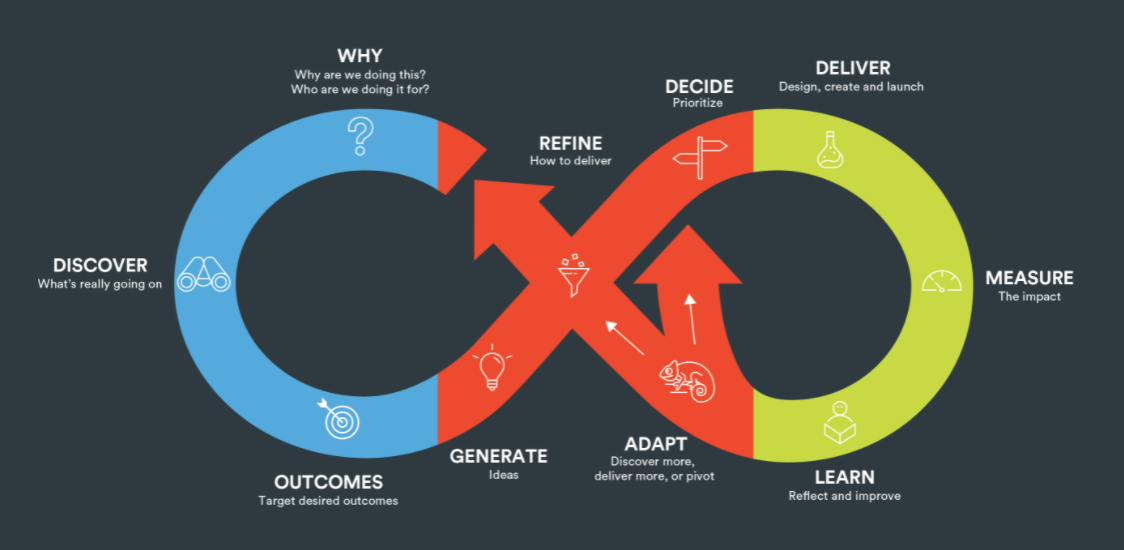 WHY
Why are we doing this?
Who are we doing it for?
DISCOVER
What's really going on
OUTCOMES
Target desired outcomes
GENERATE
Ideas
REFINE
How to deliver
DECIDE
Prioritize
DELIVER
Design, create and launch
MEASURE
The impact
LEARN
Reflect and improve
ADAPT
Discover more,
deliver more, or pivot